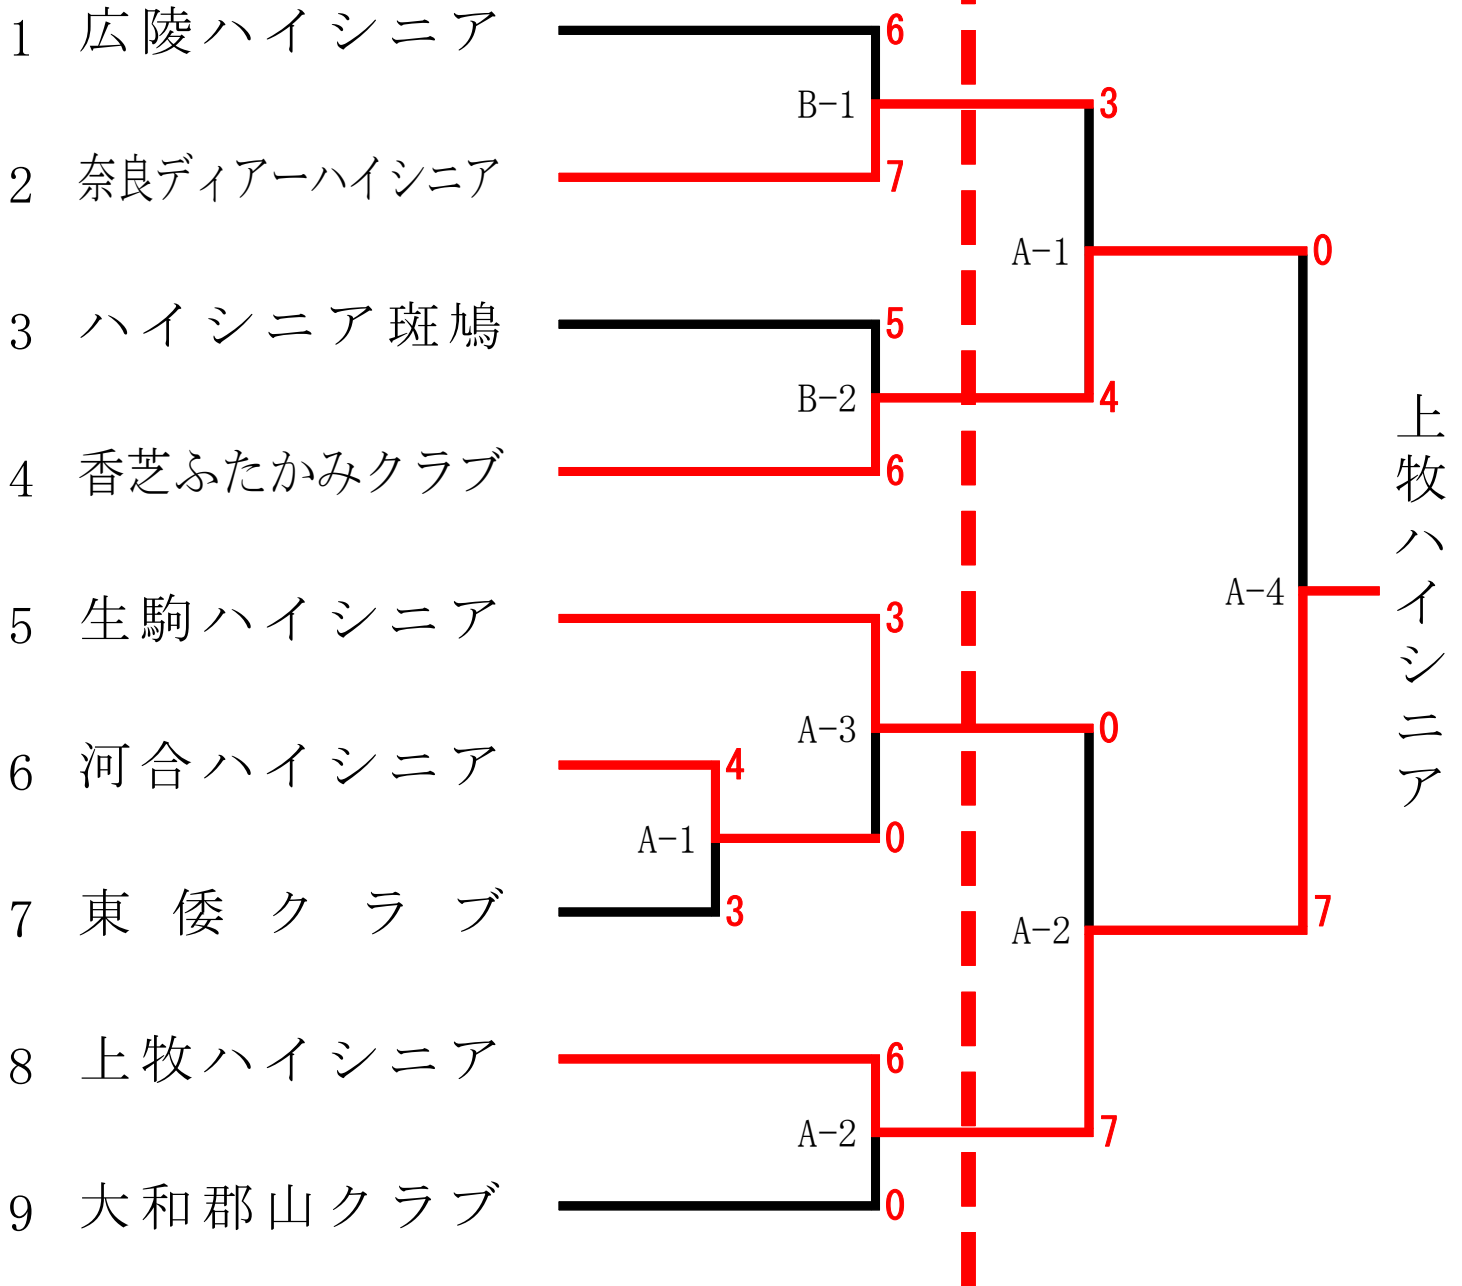 1 広陵ハイシニア
6
B-1
3
2 奈良ディアーハイシニア
7
A-1
0
3 ハイシニア斑鳩
5
B-2
4
4 香芝ふたかみクラブ
6
上牧ハイシニア
A-4
5 生駒ハイシニア
3
A-3
0
6 河合ハイシニア
4
A-1
0
7 東倭クラブ
3
A-2
7
8 上牧ハイシニア
6
A-2
7
9 大和郡山クラブ
0